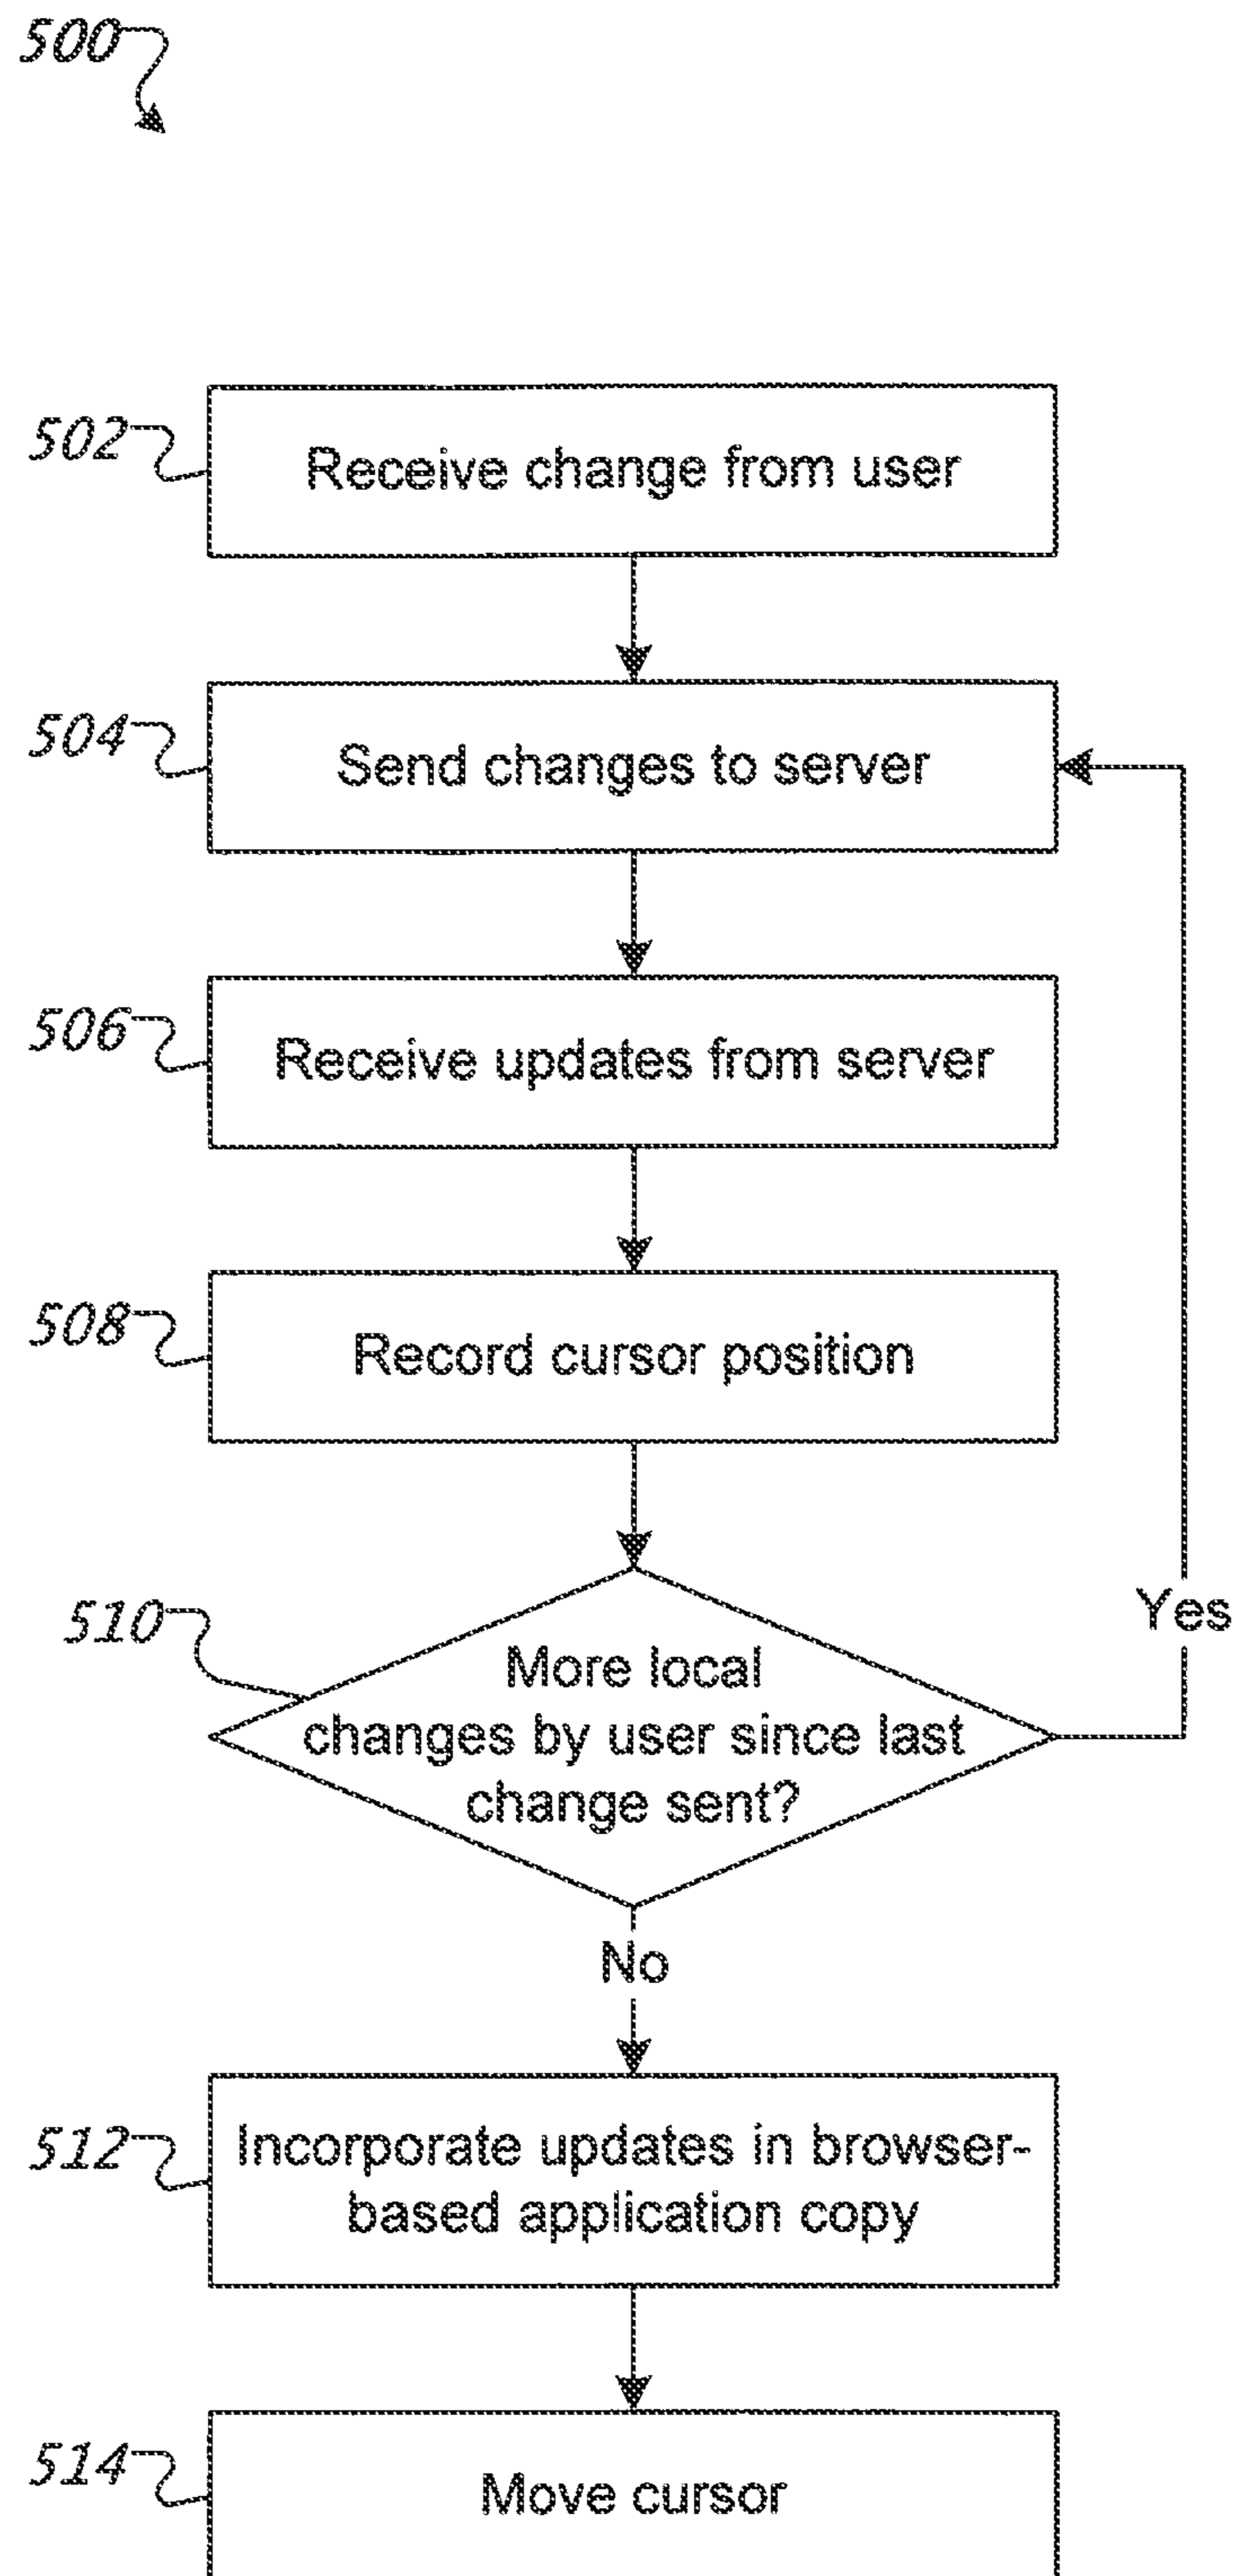 500
502
Receive change from user
504
Send changes to server
506
Receive updates from server
508
Record cursor position
510
More local
changes by user since last
change sent?
Yes
No
512
Incorporate updates in browser-
based application copy
514
Move cursor